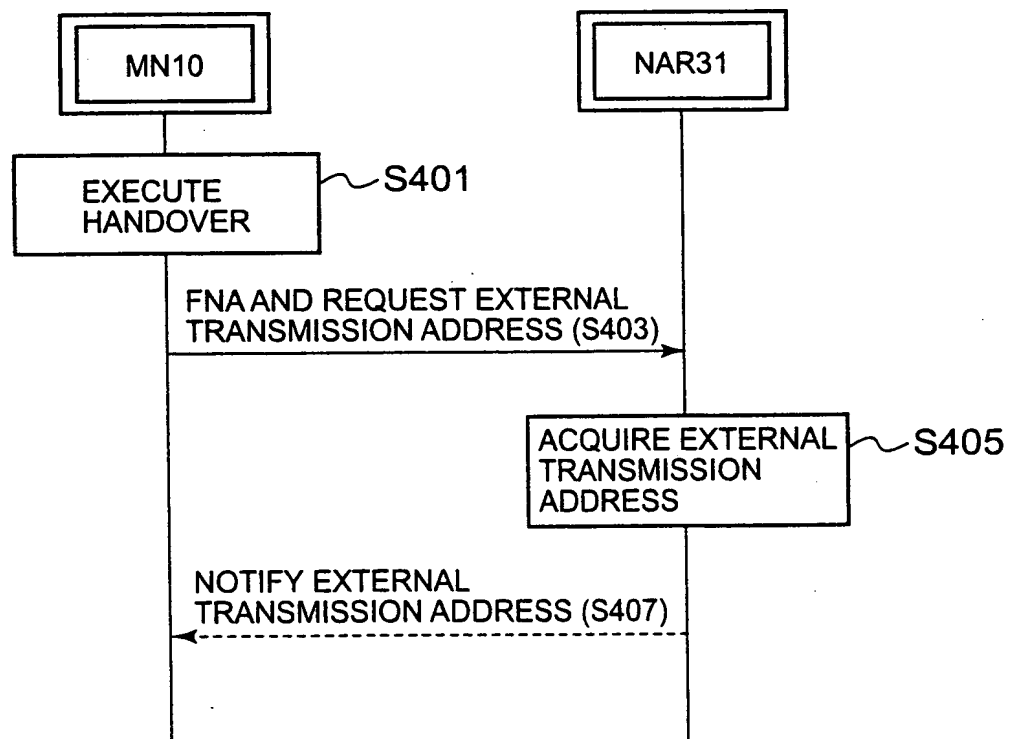 MN10
NAR31
EXECUTE
HANDOVER
S401
FNA AND REQUEST EXTERNAL
TRANSMISSION ADDRESS (S403)
ACQUIRE EXTERNAL
TRANSMISSION
ADDRESS
S405
NOTIFY EXTERNAL
TRANSMISSION ADDRESS (S407)